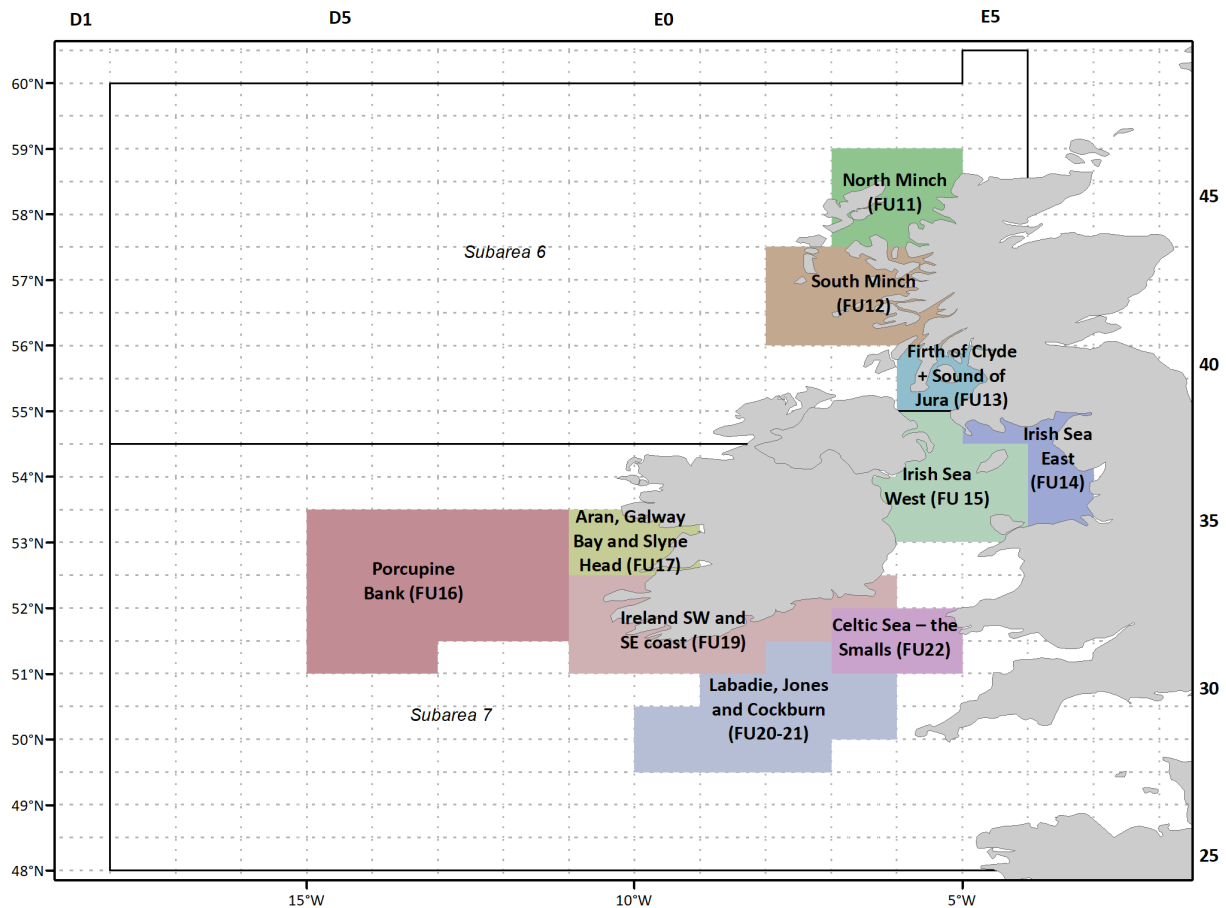 D1
D5
E0
E5
60°N
59°N
58°N
57°N
56°N
55°N
54°N
53°N
52°N
51°N
50°N
49°N
48°N
North Minch
(FU11)
45
Subarea 6
South Minch
(FU12)
Firth of Clyde
+ Sound of
Jura (FU13)
40
Irish Sea
East
(FU14)
Irish Sea
West (FU 15)
35
Aran, Galway
Bay and Slyne
Head (FU17)
Porcupine
Bank (FU16)
Ireland SW and
SE coast (FU19)
Celtic Sea – the
Smalls (FU22)
30
Labadie, Jones
and Cockburn
(FU20-21)
Subarea 7
25
15°W
10°W
5°W